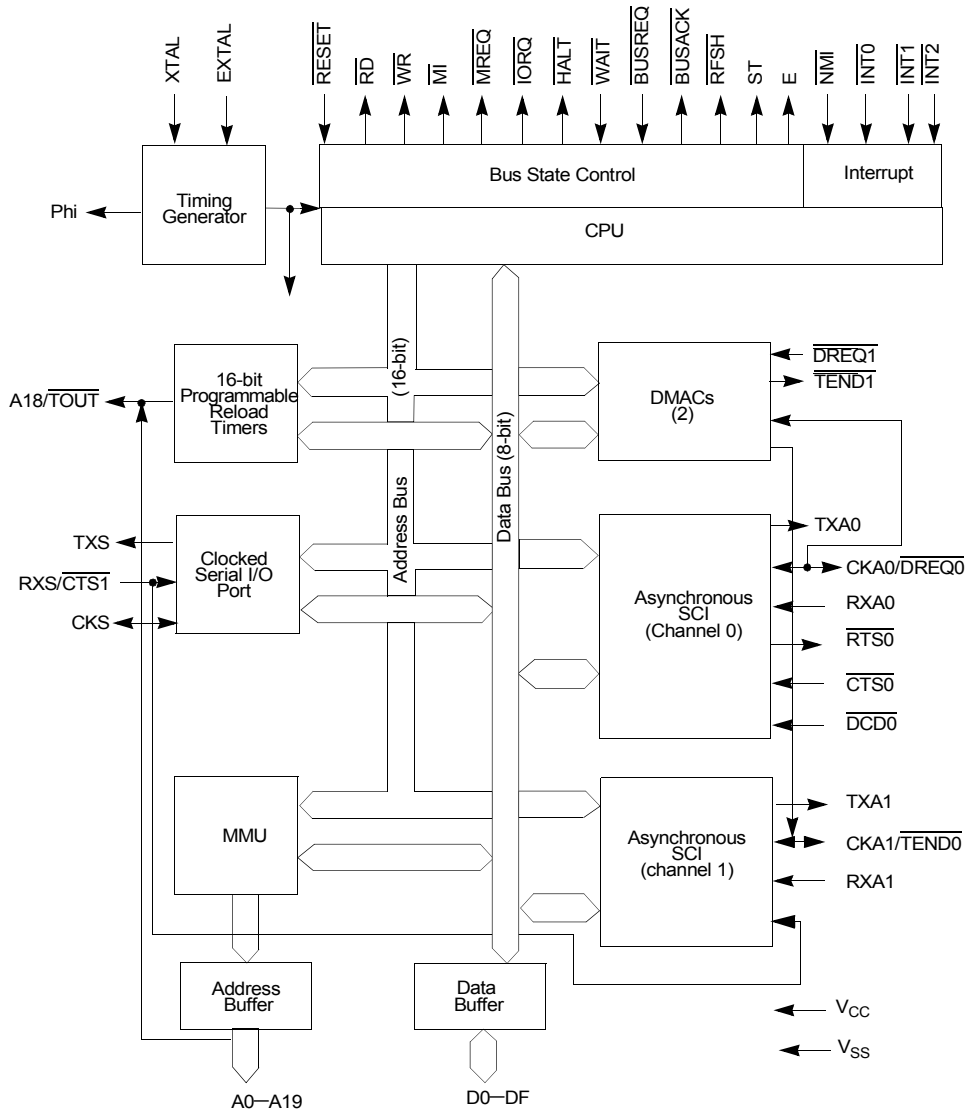 XTAL
EXTAL
RESET
RD
WR
MI
MREQ
IORQ
HALT
WAIT
BUSREQ
BUSACK
RFSH
ST
E
NMI
INT0
INT1
INT2
Timing
Generator
Phi
Bus State Control
Interrupt
CPU
16-bit
Programmable
Reload
Timers
A18/TOUT
(16-bit)
Address Bus
Data Bus (8-bit)
DMACs
(2)
DREQ1
TEND1
TXS
RXS/CTS1
CKS
Clocked
Serial I/O
Port
Asynchronous
SCI
(Channel 0)
TXA0
CKA0/DREQ0
RXA0
RTS0
CTS0
DCD0
MMU
Asynchronous
SCI
(channel 1)
TXA1
CKA1/TEND0
RXA1
Address
Buffer
Data
Buffer
VCC
VSS
A0—A19
D0—DF